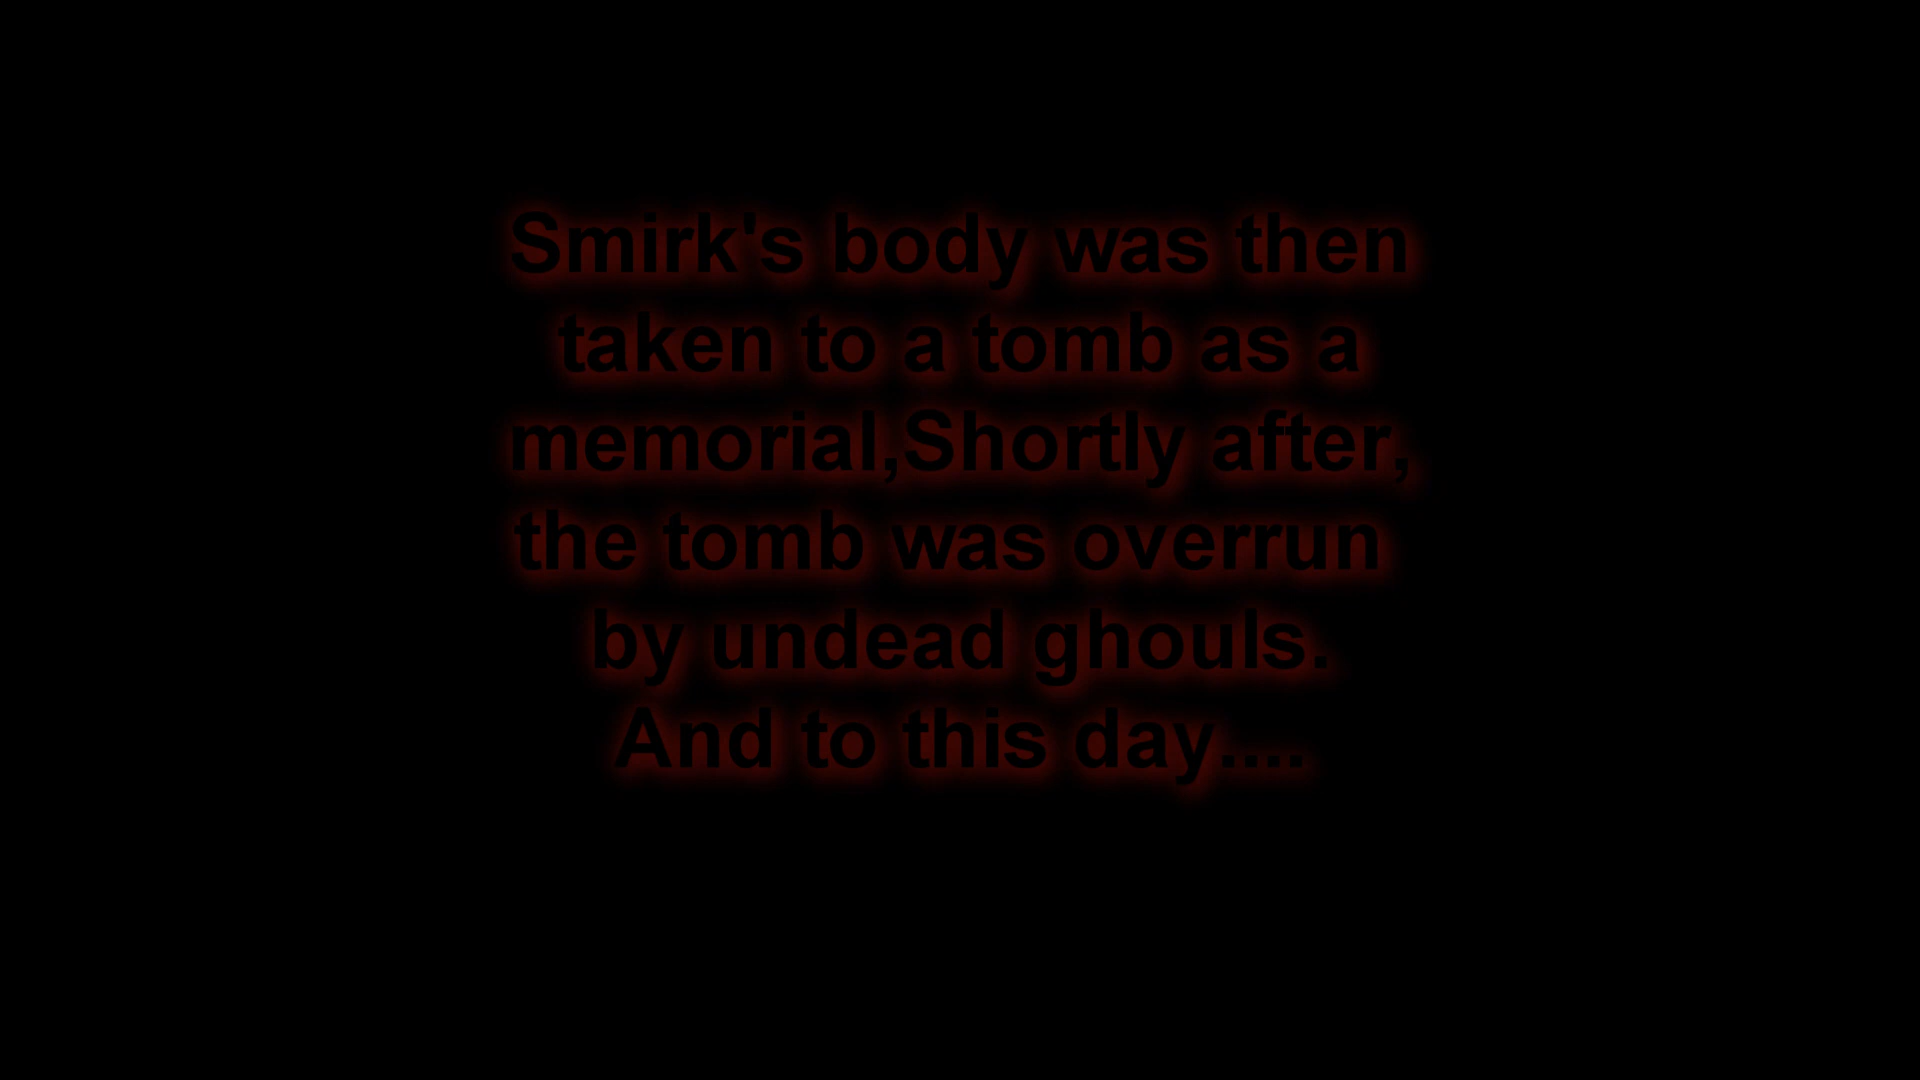 Smirk's body was then
taken to a tomb as a
memorial,Shortly after,
the tomb was overrun
by undead ghouls.
And to this day....